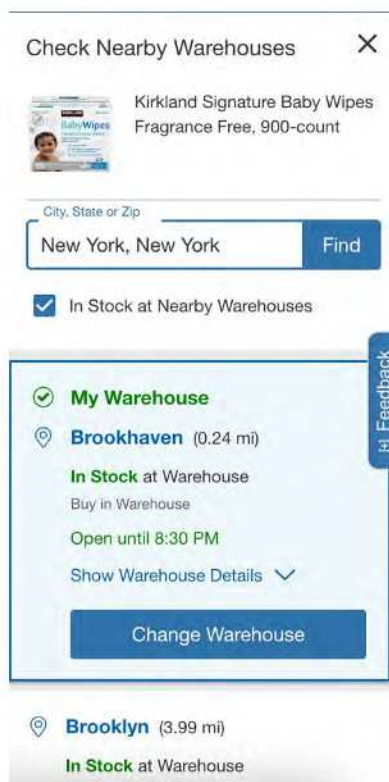 Check Nearby Warehouses
KIRKLAND
BabyWipes
Kirkland Signature Baby Wipes
Fragrance Free, 900-count
City, State or Zip
New York, New York
Find
In Stock at Nearby Warehouses
Feedback
My Warehouse
Brookhaven (0.24 mi)
In Stock at Warehouse
Buy in Warehouse
Open until 8:30 PM
Show Warehouse Details
Change Warehouse
Brooklyn (3.99 mi)
In Stock at Warehouse